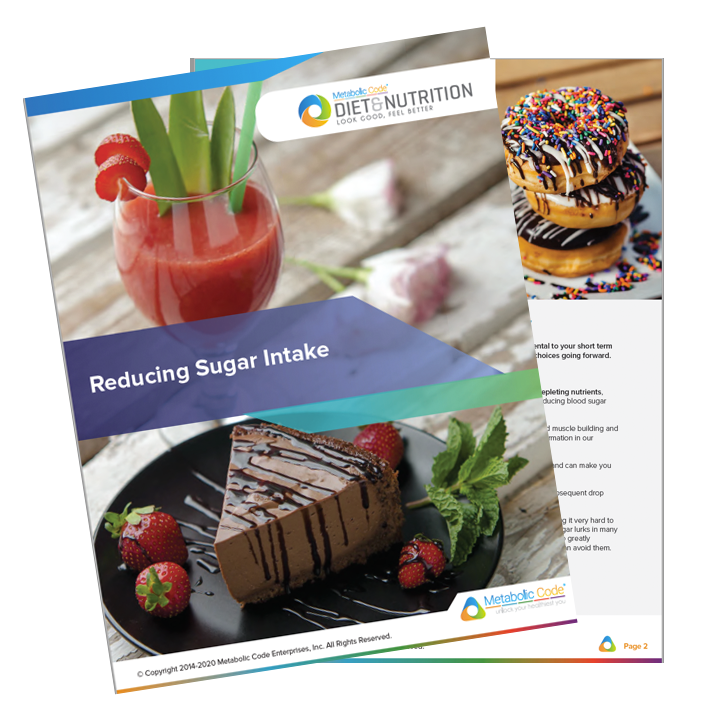 Metabolic Code®
DIET&NUTRITION
LOOK GOOD, FEEL BETTER
Reducing Sugar Intake
ental to your short term
choices going forward.
epleting nutrients,
ducing blood sugar
d muscle building and
rmation in our
and can make you
bsequent drop
g it very hard to
gar lurks in many
greatly
n avoid them.
Metabolic Code®
unlock your healthiest you
© Copyright 2014-2020 Metabolic Code Enterprises, Inc. All Rights Reserved.
Page 2